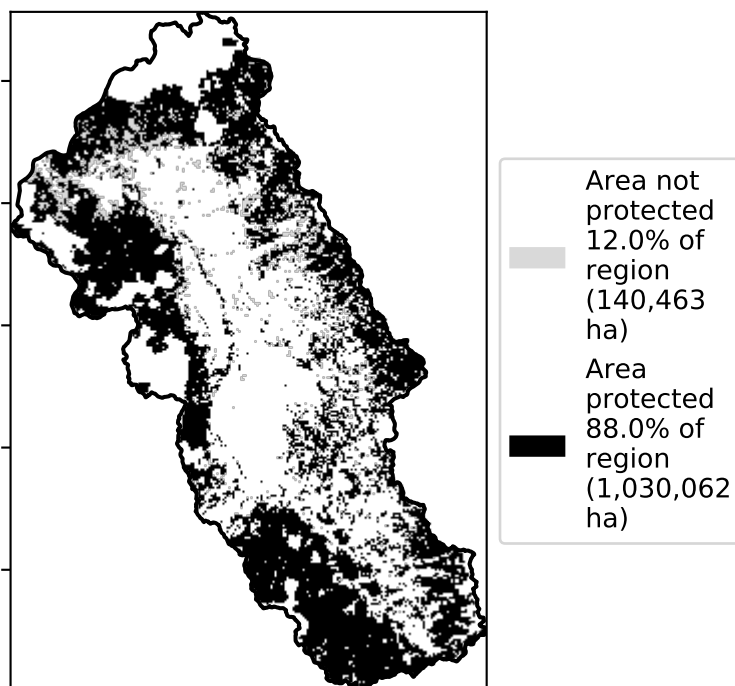 Area not
protected
12.0% of
region
(140,463
ha)
Area
protected
88.0% of
region
(1,030,062
ha)